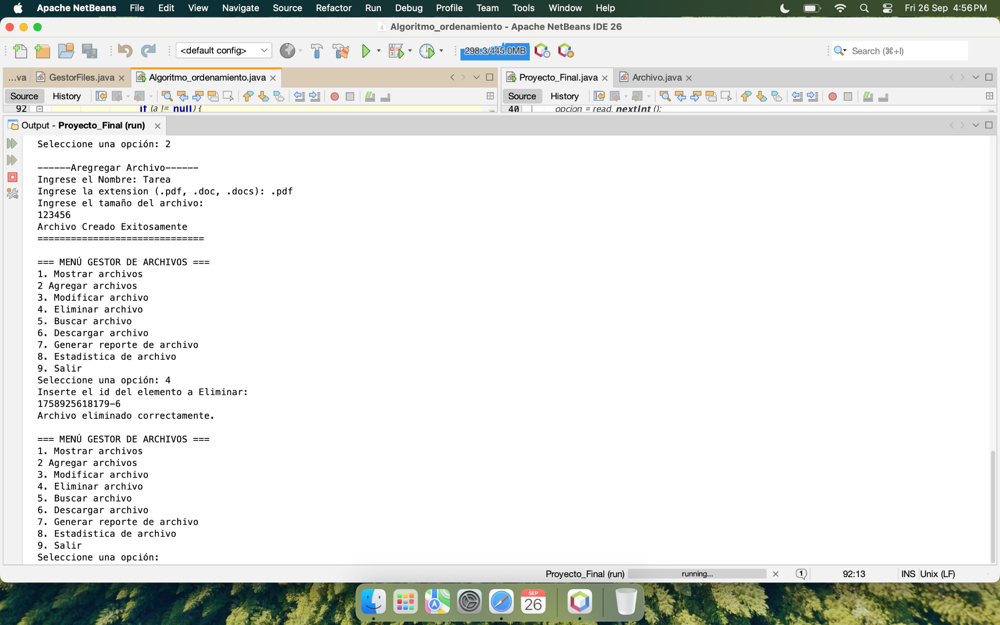 Apache NetBeans File Edit View Navigate Source Refactor Run Debug Profile Team Tools Window Help Fri 26 Sep 4:56 PM
Algoritmo_ordenamiento - Apache NetBeans IDE 26
<default config> 298.3/445.0MB Search (⌘+I)
...va GestorFiles.java Algoritmo_ordenamiento.java Proyecto_Final.java Archivo.java
Source History Source History
92 if (a != null){ 40 opcion = read. nextInt ();
Output - Proyecto_Final (run)
Seleccione una opción: 2
------Aregregar Archivo------
Ingrese el Nombre: Tarea
Ingrese la extension (.pdf, .doc, .docs): .pdf
Ingrese el tamaño del archivo:
123456
Archivo Creado Exitosamente
==============================
=== MENÚ GESTOR DE ARCHIVOS ===
1. Mostrar archivos
2 Agregar archivos
3. Modificar archivo
4. Eliminar archivo
5. Buscar archivo
6. Descargar archivo
7. Generar reporte de archivo
8. Estadistica de archivo
9. Salir
Seleccione una opción: 4
Inserte el id del elemento a Eliminar:
1758925618179-6
Archivo eliminado correctamente.
=== MENÚ GESTOR DE ARCHIVOS ===
1. Mostrar archivos
2 Agregar archivos
3. Modificar archivo
4. Eliminar archivo
5. Buscar archivo
6. Descargar archivo
7. Generar reporte de archivo
8. Estadistica de archivo
9. Salir
Seleccione una opción:
Proyecto_Final (run) running... 1 92:13 INS Unix (LF)
SEP
26